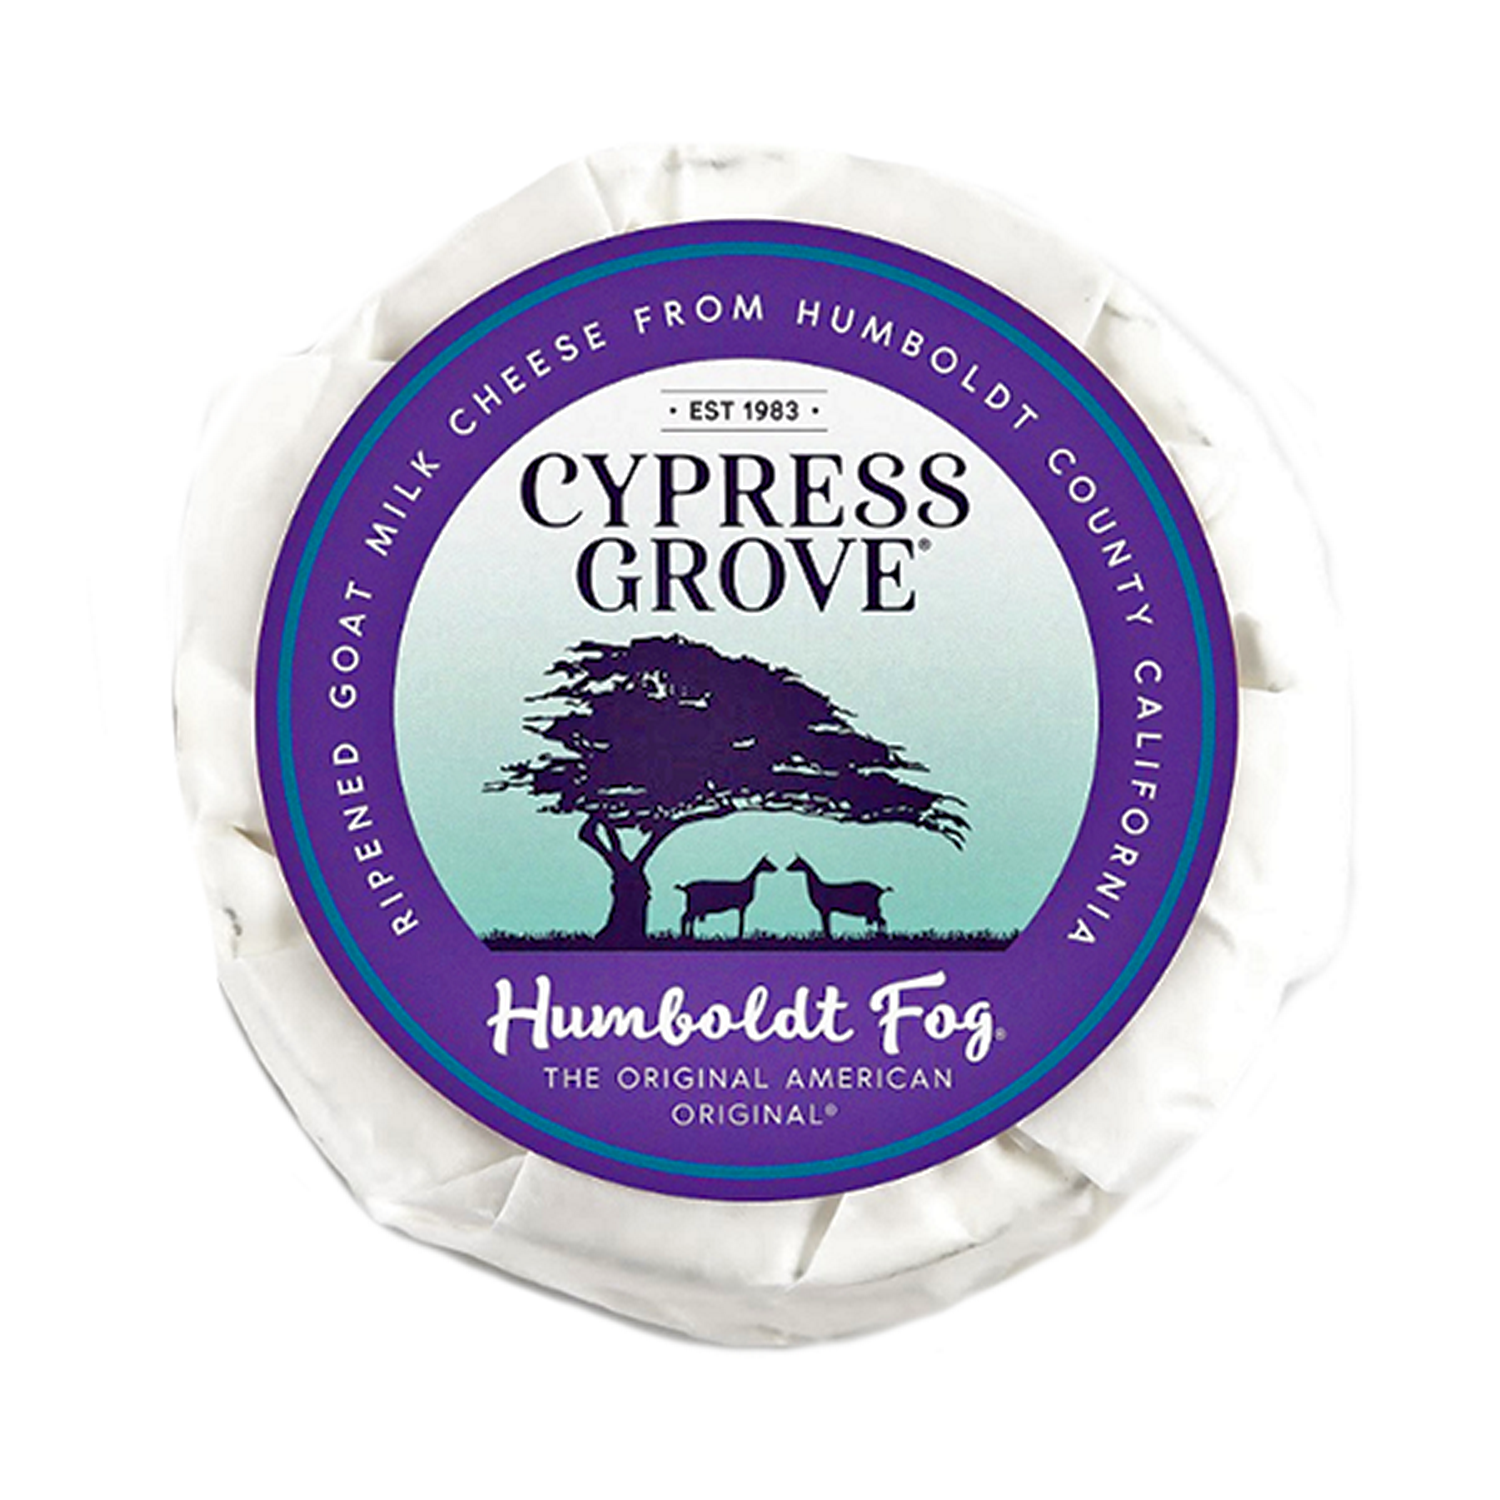 RIPENED GOAT MILK CHEESE FROM HUMBOLDT COUNTY CALIFORNIA
· EST 1983 ·
CYPRESS
GROVE®
Humboldt Fog®
THE ORIGINAL AMERICAN
ORIGINAL®